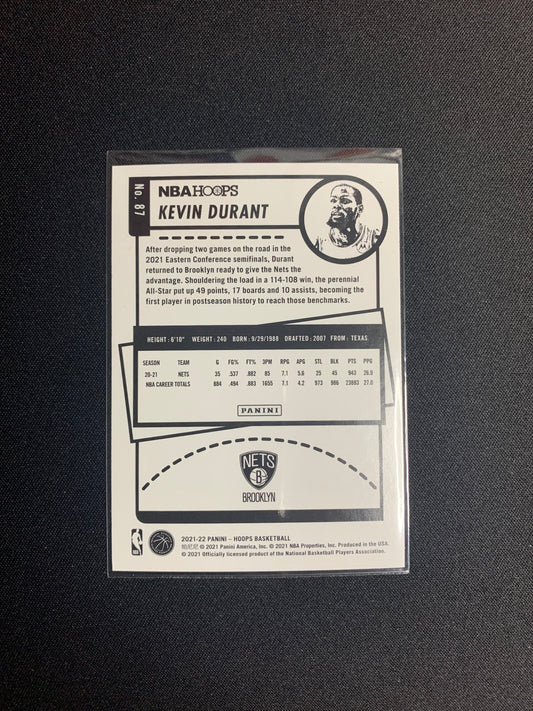 No. 87
NBA HOOPS
KEVIN DURANT
After dropping two games on the road in the
2021 Eastern Conference semifinals, Durant
returned to Brooklyn ready to give the Nets the
advantage. Shouldering the load in a 114-108 win, the perennial
All-Star put up 49 points, 17 boards and 10 assists, becoming the
first player in postseason history to reach those benchmarks.
HEIGHT: 6'10" WEIGHT: 240 BORN: 9/29/1988 DRAFTED: 2007 FROM: TEXAS
SEASON TEAM G FG% FT% 3PM RPG APG STL BLK PTS PPG
20-21 NETS 35 .537 .882 85 7.1 5.6 25 45 943 26.9
NBA CAREER TOTALS 884 .494 .883 1655 7.1 4.2 973 986 23883 27.0
PANINI
NETS
B
BROOKLYN
2021-22 PANINI – HOOPS BASKETBALL
帕尼尼 © 2021 Panini America, Inc. © 2021 NBA Properties, Inc. Produced in the USA.
© 2021 Officially licensed product of the National Basketball Players Association.